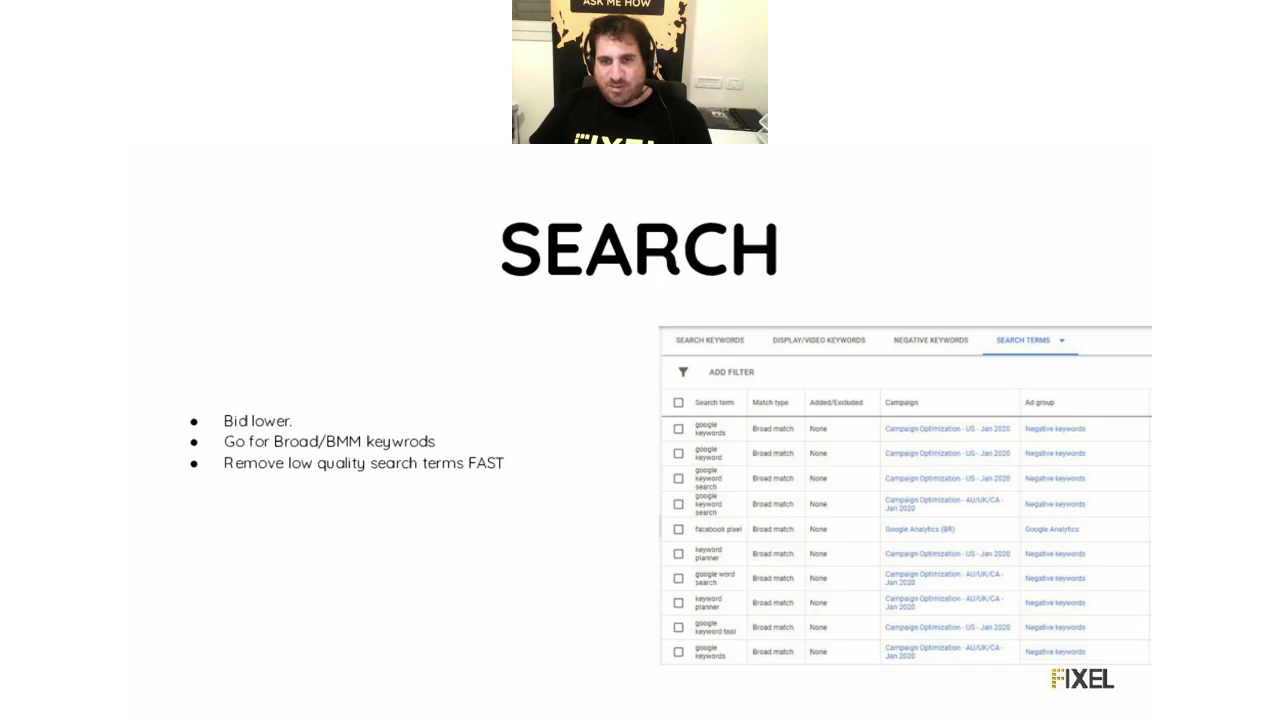 ASK ME HOW
FIXEL
SEARCH
Bid lower.
Go for Broad/BMM keywrods
Remove low quality search terms FAST
SEARCH KEYWORDS DISPLAY/VIDEO KEYWORDS NEGATIVE KEYWORDS SEARCH TERMS
ADD FILTER
Search term Match type Added/Excluded Campaign Ad group
google
keywords Broad match None Campaign Optimization - US - Jan 2020 Negative keywords
google
keyword Broad match None Campaign Optimization - US - Jan 2020 Negative keywords
google
keyword
search Broad match None Campaign Optimization - US - Jan 2020 Negative keywords
google
keyword
search Broad match None Campaign Optimization - AU/UK/CA -
Jan 2020 Negative keywords
facebook pixel Broad match None Google Analytics (BR) Google Analytics
keyword
planner Broad match None Campaign Optimization - US - Jan 2020 Negative keywords
google word
search Broad match None Campaign Optimization - AU/UK/CA -
Jan 2020 Negative keywords
keyword
planner Broad match None Campaign Optimization - AU/UK/CA -
Jan 2020 Negative keywords
google
keyword tool Broad match None Campaign Optimization - US - Jan 2020 Negative keywords
google
keywords Broad match None Campaign Optimization - AU/UK/CA -
Jan 2020 Negative keywords
FIXEL